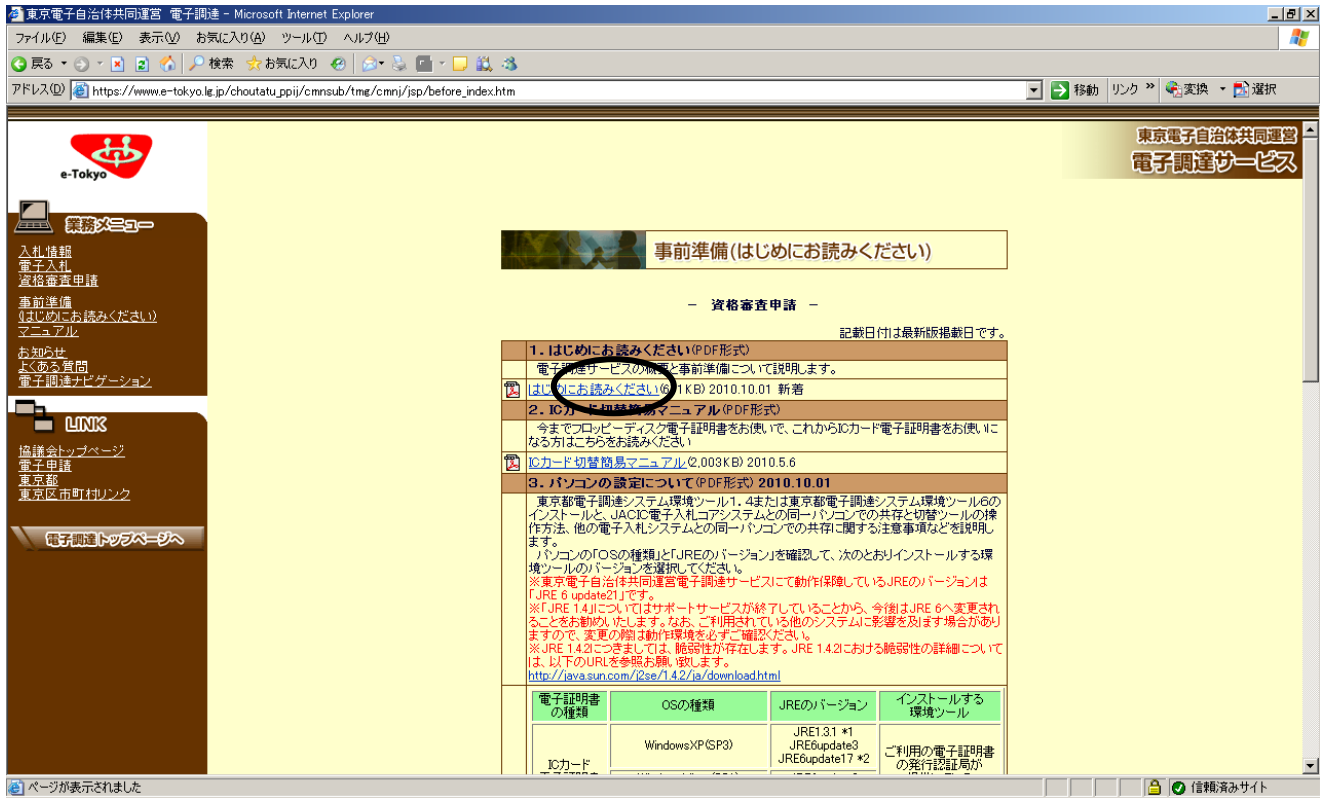 東京電子自治体共同運営 電子調達 - Microsoft Internet Explorer
ファイル(F) 編集(E) 表示(V) お気に入り(A) ツール(T) ヘルプ(H)
戻る 検索 お気に入り
アドレス(D) https://www.e-tokyo.lg.jp/choutatu_ppij/cmnsub/tmg/cmnj/jsp/before_index.htm 移動 リンク » 変換 選択
e-Tokyo
東京電子自治体共同運営
電子調達サービス
業務メニュー
入札情報
電子入札
資格審査申請
事前準備
(はじめにお読みください)
マニュアル
お知らせ
よくある質問
電子調達ナビゲーション
LINK
協議会トップページ
電子申請
東京都
東京区市町村リンク
電子調達トップページへ
事前準備(はじめにお読みください)
－ 資格審査申請 －
記載日付は最新版掲載日です。
1．はじめにお読みください(PDF形式)
電子調達サービスの概要と事前準備について説明します。
はじめにお読みください(6 1KB) 2010.10.01 新着
2．ICカード切替簡易マニュアル(PDF形式)
今までフロッピーディスク電子証明書をお使いで、これからICカード電子証明書をお使いに
なる方はこちらをお読みください
ICカード切替簡易マニュアル(2,003KB) 2010.5.6
3．パソコンの設定について(PDF形式) 2010.10.01
東京都電子調達システム環境ツール1．4または東京都電子調達システム環境ツール6の
インストールと、JACIC電子入札コアシステムとの同一パソコンでの共存と切替ツールの操
作方法、他の電子入札システムとの同一パソコンでの共存に関する注意事項などを説明し
ます。
パソコンの「OSの種類」と「JREのバージョン」を確認して、次のとおりインストールする環
境ツールのバージョンを選択してください。
※東京電子自治体共同運営電子調達サービスにて動作保障しているJREのバージョンは
「JRE 6 update21」です。
※「JRE 1.4」についてはサポートサービスが終了していることから、今後はJRE 6へ変更され
ることをお勧めいたします。なお、ご利用されている他のシステムに影響を及ぼす場合があり
ますので、変更の際は動作環境を必ずご確認ください。
※JRE 1.4.2につきましては、脆弱性が存在します。JRE 1.4.2における脆弱性の詳細について
は、以下のURLを参照お願い致します。
http://java.sun.com/j2se/1.4.2/ja/download.html
電子証明書
の種類
OSの種類
JREのバージョン
インストールする
環境ツール
ICカード
WindowsXP(SP3)
JRE1.3.1 *1
JRE6update3
JRE6update17 *2
ご利用の電子証明書
の発行認証局が
ページが表示されました
信頼済みサイト